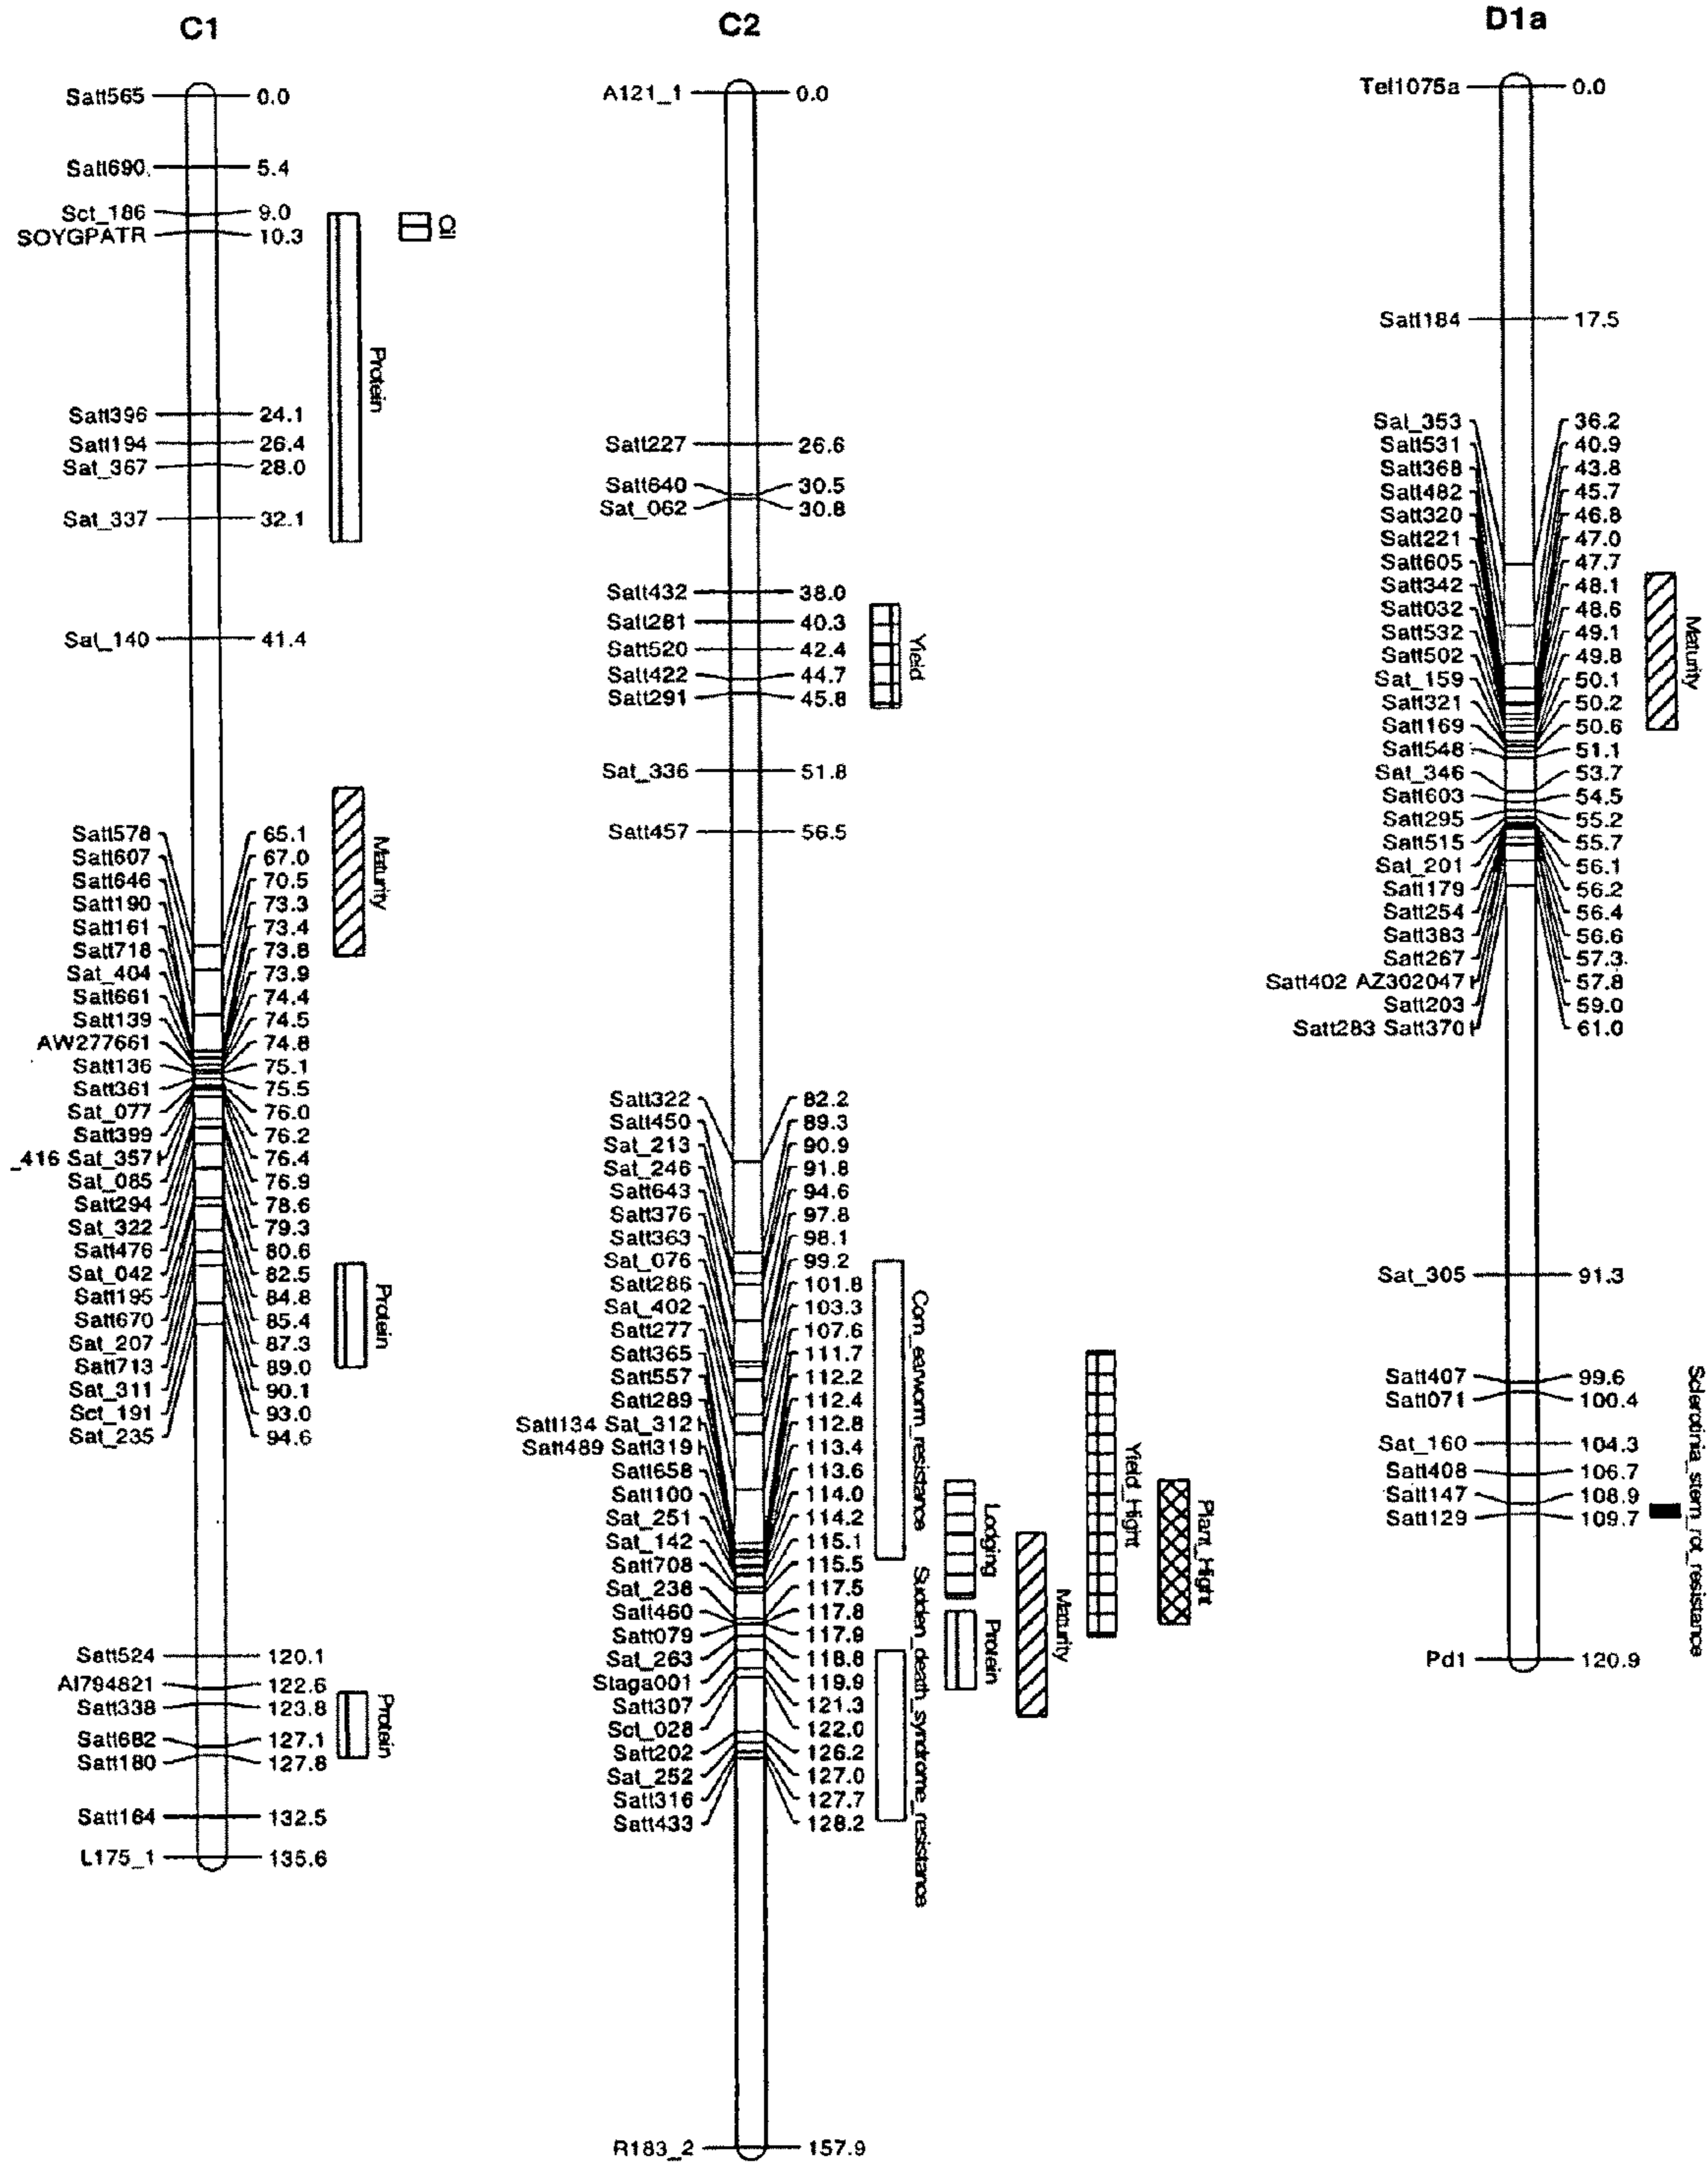 C1
Satt565 0.0
Satt690 5.4
Sct_186 9.0
SOYGPATR 10.3
Satt396 24.1
Satt194 26.4
Sat_367 28.0
Sat_337 32.1
Sat_140 41.4
Satt578 65.1
Satt607 67.0
Satt646 70.5
Satt190 73.3
Satt161 73.4
Satt718 73.8
Sat_404 73.9
Satt661 74.4
Satt139 74.5
AW277661 74.8
Satt136 75.1
Satt361 75.5
Sat_077 76.0
Satt399 76.2
_416 Sat_357 76.4
Sat_085 76.9
Satt294 78.6
Sat_322 79.3
Satt476 80.6
Sat_042 82.5
Satt195 84.8
Satt670 85.4
Sat_207 87.3
Satt713 89.0
Sat_311 90.1
Sct_191 93.0
Sat_235 94.6
Satt524 120.1
AI794821 122.6
Satt338 123.8
Satt682 127.1
Satt180 127.8
Satt164 132.5
L175_1 135.6
Oil
Protein
Maturity
Protein
Protein
C2
A121_1 0.0
Satt227 26.6
Satt640 30.5
Sat_062 30.8
Satt432 38.0
Satt281 40.3
Satt520 42.4
Satt422 44.7
Satt291 45.8
Sat_336 51.8
Satt457 56.5
Satt322 82.2
Satt450 89.3
Sat_213 90.9
Sat_246 91.8
Satt643 94.6
Satt376 97.8
Satt363 98.1
Sat_076 99.2
Satt286 101.8
Sat_402 103.3
Satt277 107.6
Satt365 111.7
Satt557 112.2
Satt289 112.4
Satt134 Sat_312 112.8
Satt489 Satt319 113.4
Satt658 113.6
Satt100 114.0
Sat_251 114.2
Sat_142 115.1
Satt708 115.5
Sat_238 117.5
Satt460 117.8
Satt079 117.9
Sat_263 118.8
Staga001 119.9
Satt307 121.3
Sct_028 122.0
Satt202 126.2
Sat_252 127.0
Satt316 127.7
Satt433 128.2
R183_2 157.9
Yield
Corn_earworm_resistance
Sudden_death_syndrome_resistance
Lodging
Protein
Maturity
Yield_Hight
Plant_Hight
D1a
Tel1075a 0.0
Satt184 17.5
Sat_353 36.2
Satt531 40.9
Satt368 43.8
Satt482 45.7
Satt320 46.8
Satt221 47.0
Satt605 47.7
Satt342 48.1
Satt032 48.6
Satt532 49.1
Satt502 49.8
Sat_159 50.1
Satt321 50.2
Satt169 50.6
Satt548 51.1
Sat_346 53.7
Satt603 54.5
Satt295 55.2
Satt515 55.7
Sat_201 56.1
Satt179 56.2
Satt254 56.4
Satt383 56.6
Satt267 57.3
Satt402 AZ302047 57.8
Satt203 59.0
Satt283 Satt370 61.0
Sat_305 91.3
Satt407 99.6
Satt071 100.4
Sat_160 104.3
Satt408 106.7
Satt147 108.9
Satt129 109.7
Pd1 120.9
Maturity
Sclerotinia_stem_rot_resistance